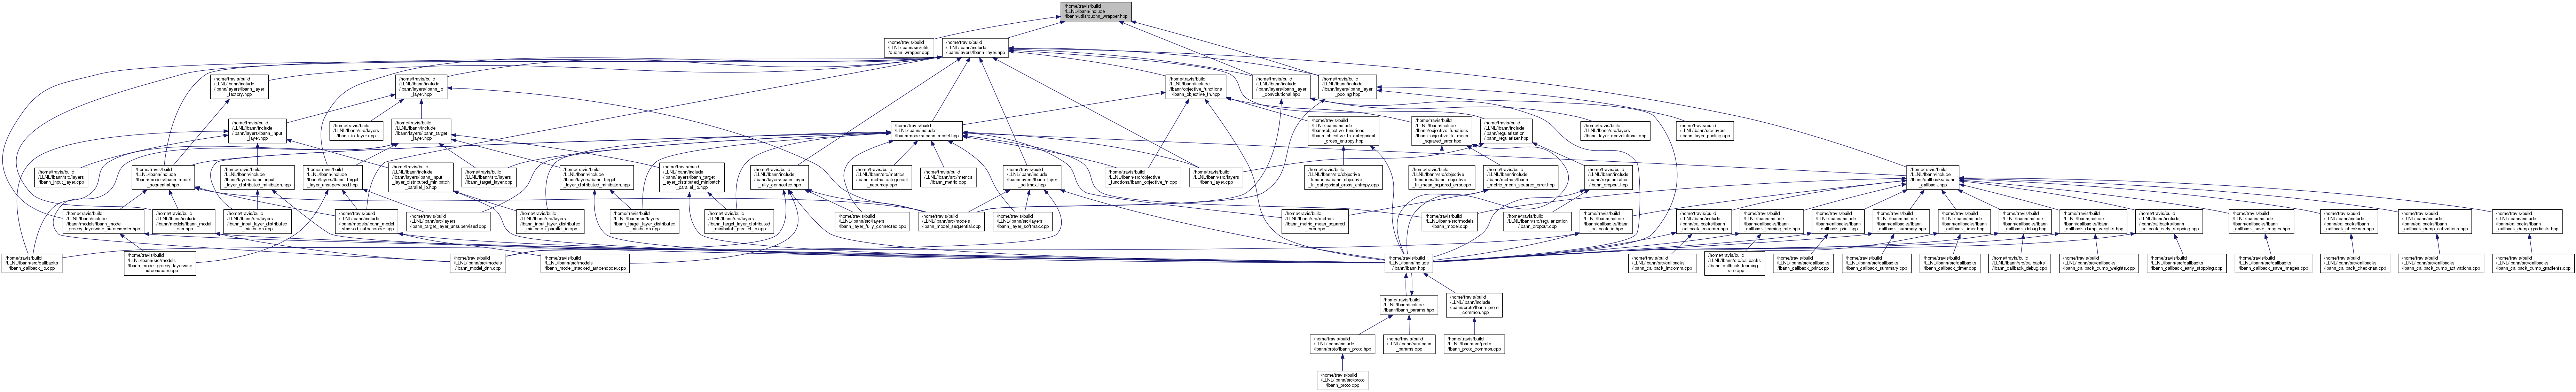 /home/travis/build
/LLNL/lbann/include
/lbann/utils/cudnn_wrapper.hpp
/home/travis/build
/LLNL/lbann/src/utils
/cudnn_wrapper.cpp
/home/travis/build
/LLNL/lbann/include
/lbann/layers/lbann_layer.hpp
/home/travis/build
/LLNL/lbann/include
/lbann/layers/lbann_layer
_factory.hpp
/home/travis/build
/LLNL/lbann/include
/lbann/layers/lbann_io
_layer.hpp
/home/travis/build
/LLNL/lbann/include
/lbann/objective_functions
/lbann_objective_fn.hpp
/home/travis/build
/LLNL/lbann/include
/lbann/layers/lbann_layer
_convolutional.hpp
/home/travis/build
/LLNL/lbann/include
/lbann/layers/lbann_layer
_pooling.hpp
/home/travis/build
/LLNL/lbann/include
/lbann/layers/lbann_input
_layer.hpp
/home/travis/build
/LLNL/lbann/src/layers
/lbann_io_layer.cpp
/home/travis/build
/LLNL/lbann/include
/lbann/layers/lbann_target
_layer.hpp
/home/travis/build
/LLNL/lbann/include
/lbann/models/lbann_model.hpp
/home/travis/build
/LLNL/lbann/include
/lbann/objective_functions
/lbann_objective_fn_categorical
_cross_entropy.hpp
/home/travis/build
/LLNL/lbann/include
/lbann/objective_functions
/lbann_objective_fn_mean
_squared_error.hpp
/home/travis/build
/LLNL/lbann/include
/lbann/regularization
/lbann_regularizer.hpp
/home/travis/build
/LLNL/lbann/src/layers
/lbann_layer_convolutional.cpp
/home/travis/build
/LLNL/lbann/src/layers
/lbann_layer_pooling.cpp
/home/travis/build
/LLNL/lbann/src/layers
/lbann_input_layer.cpp
/home/travis/build
/LLNL/lbann/include
/lbann/models/lbann_model
_sequential.hpp
/home/travis/build
/LLNL/lbann/include
/lbann/layers/lbann_input
_layer_distributed_minibatch.hpp
/home/travis/build
/LLNL/lbann/include
/lbann/layers/lbann_target
_layer_unsupervised.hpp
/home/travis/build
/LLNL/lbann/include
/lbann/layers/lbann_input
_layer_distributed_minibatch
_parallel_io.hpp
/home/travis/build
/LLNL/lbann/src/layers
/lbann_target_layer.cpp
/home/travis/build
/LLNL/lbann/include
/lbann/layers/lbann_target
_layer_distributed_minibatch.hpp
/home/travis/build
/LLNL/lbann/include
/lbann/layers/lbann_target
_layer_distributed_minibatch
_parallel_io.hpp
/home/travis/build
/LLNL/lbann/include
/lbann/layers/lbann_layer
_fully_connected.hpp
/home/travis/build
/LLNL/lbann/src/metrics
/lbann_metric_categorical
_accuracy.cpp
/home/travis/build
/LLNL/lbann/src/metrics
/lbann_metric.cpp
/home/travis/build
/LLNL/lbann/include
/lbann/layers/lbann_layer
_softmax.hpp
/home/travis/build
/LLNL/lbann/src/objective
_functions/lbann_objective_fn.cpp
/home/travis/build
/LLNL/lbann/src/layers
/lbann_layer.cpp
/home/travis/build
/LLNL/lbann/src/objective
_functions/lbann_objective
_fn_categorical_cross_entropy.cpp
/home/travis/build
/LLNL/lbann/src/objective
_functions/lbann_objective
_fn_mean_squared_error.cpp
/home/travis/build
/LLNL/lbann/include
/lbann/metrics/lbann
_metric_mean_squared_error.hpp
/home/travis/build
/LLNL/lbann/include
/lbann/regularization
/lbann_dropout.hpp
/home/travis/build
/LLNL/lbann/include
/lbann/callbacks/lbann
_callback.hpp
/home/travis/build
/LLNL/lbann/include
/lbann/models/lbann_model
_greedy_layerwise_autoencoder.hpp
/home/travis/build
/LLNL/lbann/include
/lbann/models/lbann_model
_dnn.hpp
/home/travis/build
/LLNL/lbann/src/layers
/lbann_input_layer_distributed
_minibatch.cpp
/home/travis/build
/LLNL/lbann/include
/lbann/models/lbann_model
_stacked_autoencoder.hpp
/home/travis/build
/LLNL/lbann/src/layers
/lbann_target_layer_unsupervised.cpp
/home/travis/build
/LLNL/lbann/src/layers
/lbann_input_layer_distributed
_minibatch_parallel_io.cpp
/home/travis/build
/LLNL/lbann/src/layers
/lbann_target_layer_distributed
_minibatch.cpp
/home/travis/build
/LLNL/lbann/src/layers
/lbann_target_layer_distributed
_minibatch_parallel_io.cpp
/home/travis/build
/LLNL/lbann/src/layers
/lbann_layer_fully_connected.cpp
/home/travis/build
/LLNL/lbann/src/models
/lbann_model_sequential.cpp
/home/travis/build
/LLNL/lbann/src/layers
/lbann_layer_softmax.cpp
/home/travis/build
/LLNL/lbann/src/metrics
/lbann_metric_mean_squared
_error.cpp
/home/travis/build
/LLNL/lbann/src/models
/lbann_model.cpp
/home/travis/build
/LLNL/lbann/src/regularization
/lbann_dropout.cpp
/home/travis/build
/LLNL/lbann/include
/lbann/callbacks/lbann
_callback_io.hpp
/home/travis/build
/LLNL/lbann/include
/lbann/callbacks/lbann
_callback_imcomm.hpp
/home/travis/build
/LLNL/lbann/include
/lbann/callbacks/lbann
_callback_learning_rate.hpp
/home/travis/build
/LLNL/lbann/include
/lbann/callbacks/lbann
_callback_print.hpp
/home/travis/build
/LLNL/lbann/include
/lbann/callbacks/lbann
_callback_summary.hpp
/home/travis/build
/LLNL/lbann/include
/lbann/callbacks/lbann
_callback_timer.hpp
/home/travis/build
/LLNL/lbann/include
/lbann/callbacks/lbann
_callback_debug.hpp
/home/travis/build
/LLNL/lbann/include
/lbann/callbacks/lbann
_callback_dump_weights.hpp
/home/travis/build
/LLNL/lbann/include
/lbann/callbacks/lbann
_callback_early_stopping.hpp
/home/travis/build
/LLNL/lbann/include
/lbann/callbacks/lbann
_callback_save_images.hpp
/home/travis/build
/LLNL/lbann/include
/lbann/callbacks/lbann
_callback_checknan.hpp
/home/travis/build
/LLNL/lbann/include
/lbann/callbacks/lbann
_callback_dump_activations.hpp
/home/travis/build
/LLNL/lbann/include
/lbann/callbacks/lbann
_callback_dump_gradients.hpp
/home/travis/build
/LLNL/lbann/src/callbacks
/lbann_callback_io.cpp
/home/travis/build
/LLNL/lbann/src/models
/lbann_model_greedy_layerwise
_autoencoder.cpp
/home/travis/build
/LLNL/lbann/src/models
/lbann_model_dnn.cpp
/home/travis/build
/LLNL/lbann/src/models
/lbann_model_stacked_autoencoder.cpp
/home/travis/build
/LLNL/lbann/include
/lbann/lbann.hpp
/home/travis/build
/LLNL/lbann/src/callbacks
/lbann_callback_imcomm.cpp
/home/travis/build
/LLNL/lbann/src/callbacks
/lbann_callback_learning
_rate.cpp
/home/travis/build
/LLNL/lbann/src/callbacks
/lbann_callback_print.cpp
/home/travis/build
/LLNL/lbann/src/callbacks
/lbann_callback_summary.cpp
/home/travis/build
/LLNL/lbann/src/callbacks
/lbann_callback_timer.cpp
/home/travis/build
/LLNL/lbann/src/callbacks
/lbann_callback_debug.cpp
/home/travis/build
/LLNL/lbann/src/callbacks
/lbann_callback_dump_weights.cpp
/home/travis/build
/LLNL/lbann/src/callbacks
/lbann_callback_early_stopping.cpp
/home/travis/build
/LLNL/lbann/src/callbacks
/lbann_callback_save_images.cpp
/home/travis/build
/LLNL/lbann/src/callbacks
/lbann_callback_checknan.cpp
/home/travis/build
/LLNL/lbann/src/callbacks
/lbann_callback_dump_activations.cpp
/home/travis/build
/LLNL/lbann/src/callbacks
/lbann_callback_dump_gradients.cpp
/home/travis/build
/LLNL/lbann/include
/lbann/lbann_params.hpp
/home/travis/build
/LLNL/lbann/include
/lbann/proto/lbann_proto
_common.hpp
/home/travis/build
/LLNL/lbann/include
/lbann/proto/lbann_proto.hpp
/home/travis/build
/LLNL/lbann/src/lbann
_params.cpp
/home/travis/build
/LLNL/lbann/src/proto
/lbann_proto_common.cpp
/home/travis/build
/LLNL/lbann/src/proto
/lbann_proto.cpp